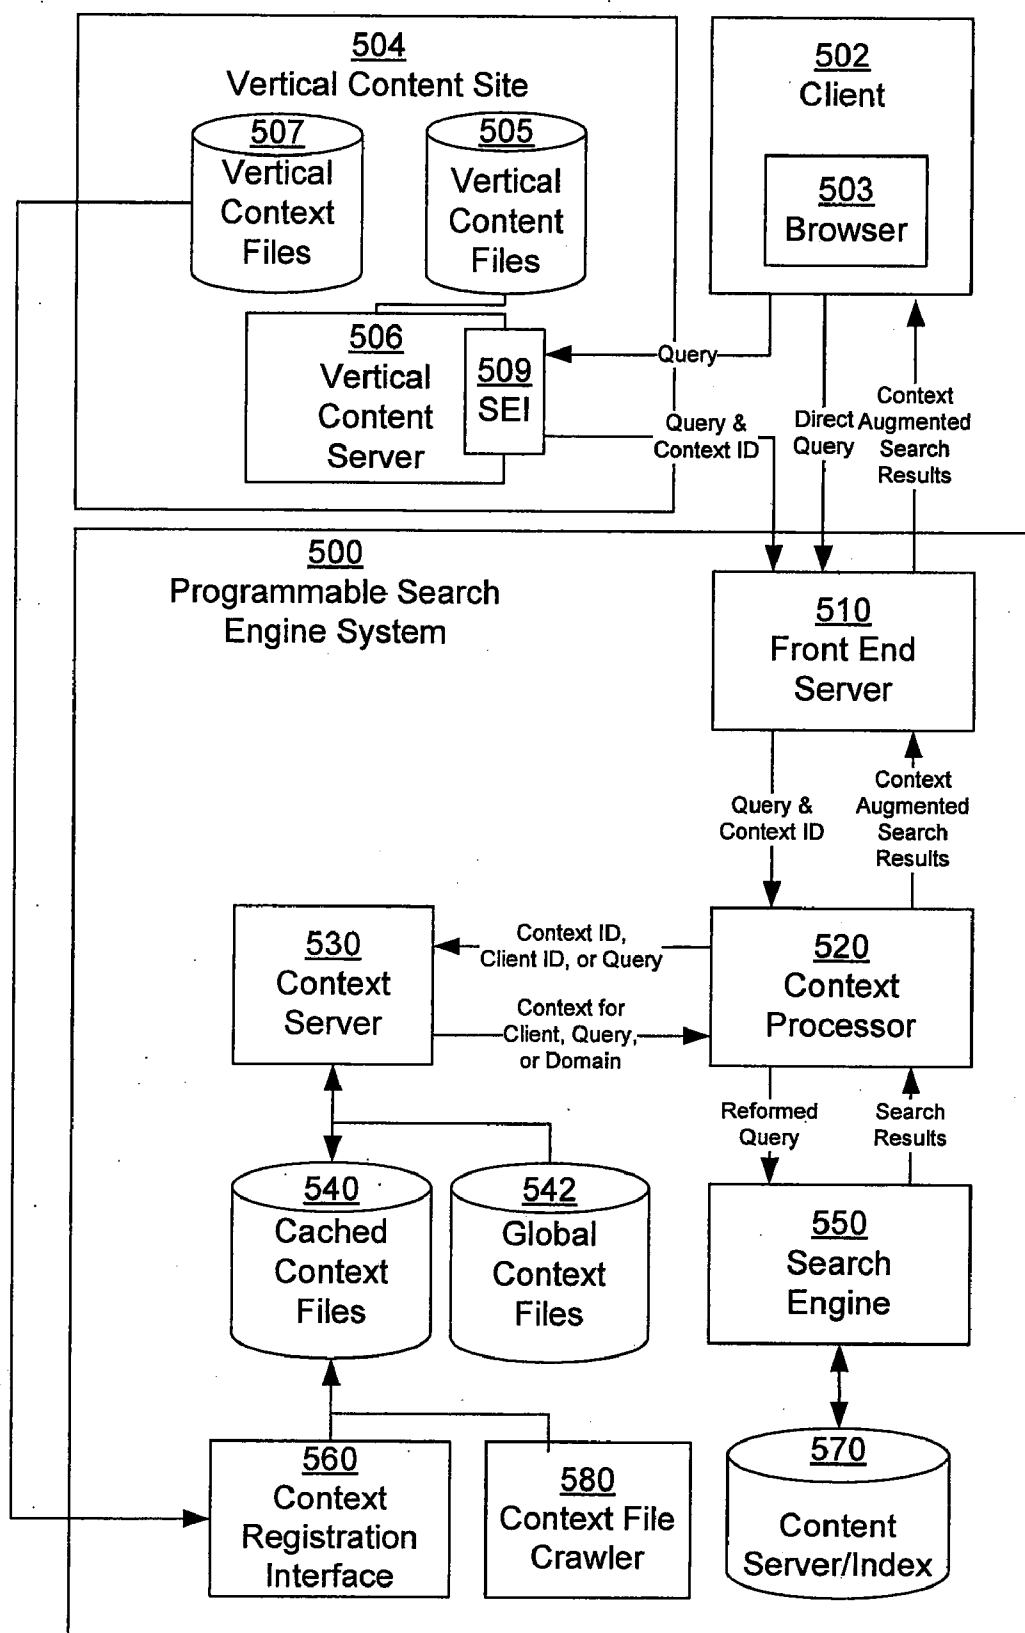 504
Vertical Content Site
507
Vertical
Context
Files
505
Vertical
Content
Files
502
Client
503
Browser
506
Vertical
Content
Server
509
SEI
Query
Query &
Context ID
Direct
Query
Context
Augmented
Search
Results
500
Programmable Search
Engine System
510
Front End
Server
Query &
Context ID
Context
Augmented
Search
Results
530
Context
Server
Context ID,
Client ID, or Query
Context for
Client, Query,
or Domain
520
Context
Processor
Reformed
Query
Search
Results
540
Cached
Context
Files
542
Global
Context
Files
550
Search
Engine
560
Context
Registration
Interface
580
Context File
Crawler
570
Content
Server/Index